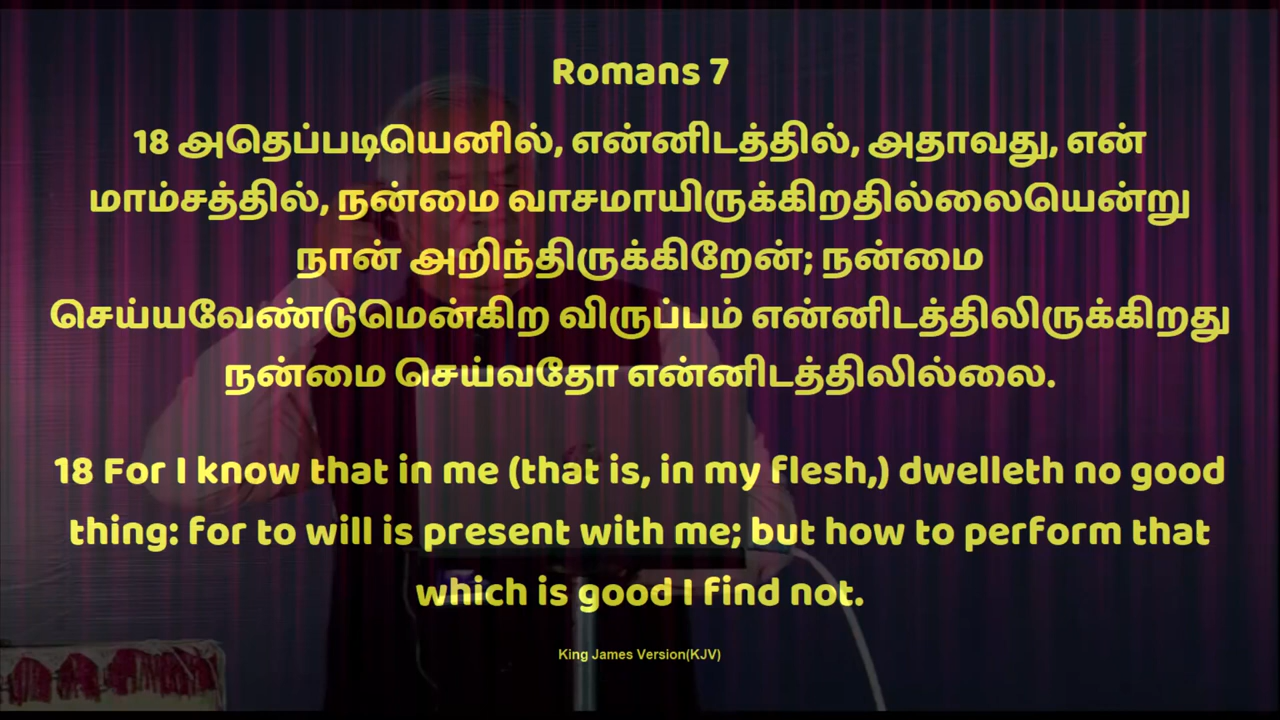 Romans 7
18 அதெப்படியெனில், என்னிடத்தில், அதாவது, என்
மாம்சத்தில், நன்மை வாசமாயிருக்கிறதில்லையென்று
நான் அறிந்திருக்கிறேன்; நன்மை
செய்யவேண்டுமென்கிற விருப்பம் என்னிடத்திலிருக்கிறது
நன்மை செய்வதோ என்னிடத்திலில்லை.
18 For I know that in me (that is, in my flesh,) dwelleth no good
thing: for to will is present with me; but how to perform that
which is good I find not.
King James Version(KJV)